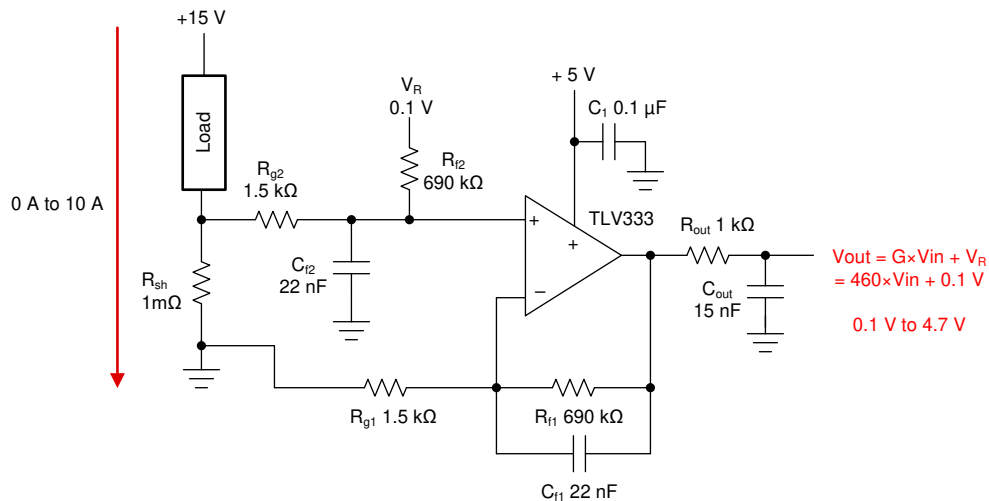 +15 V
Load
0 A to 10 A
Rsh
1mΩ
Rg2
1.5 kΩ
VR
0.1 V
Rf2
690 kΩ
Cf2
22 nF
+ 5 V
C1 0.1 µF
TLV333
+
+
−
Rout 1 kΩ
Cout
15 nF
Vout = G×Vin + VR
= 460×Vin + 0.1 V
0.1 V to 4.7 V
Rg1 1.5 kΩ
Rf1 690 kΩ
Cf1 22 nF